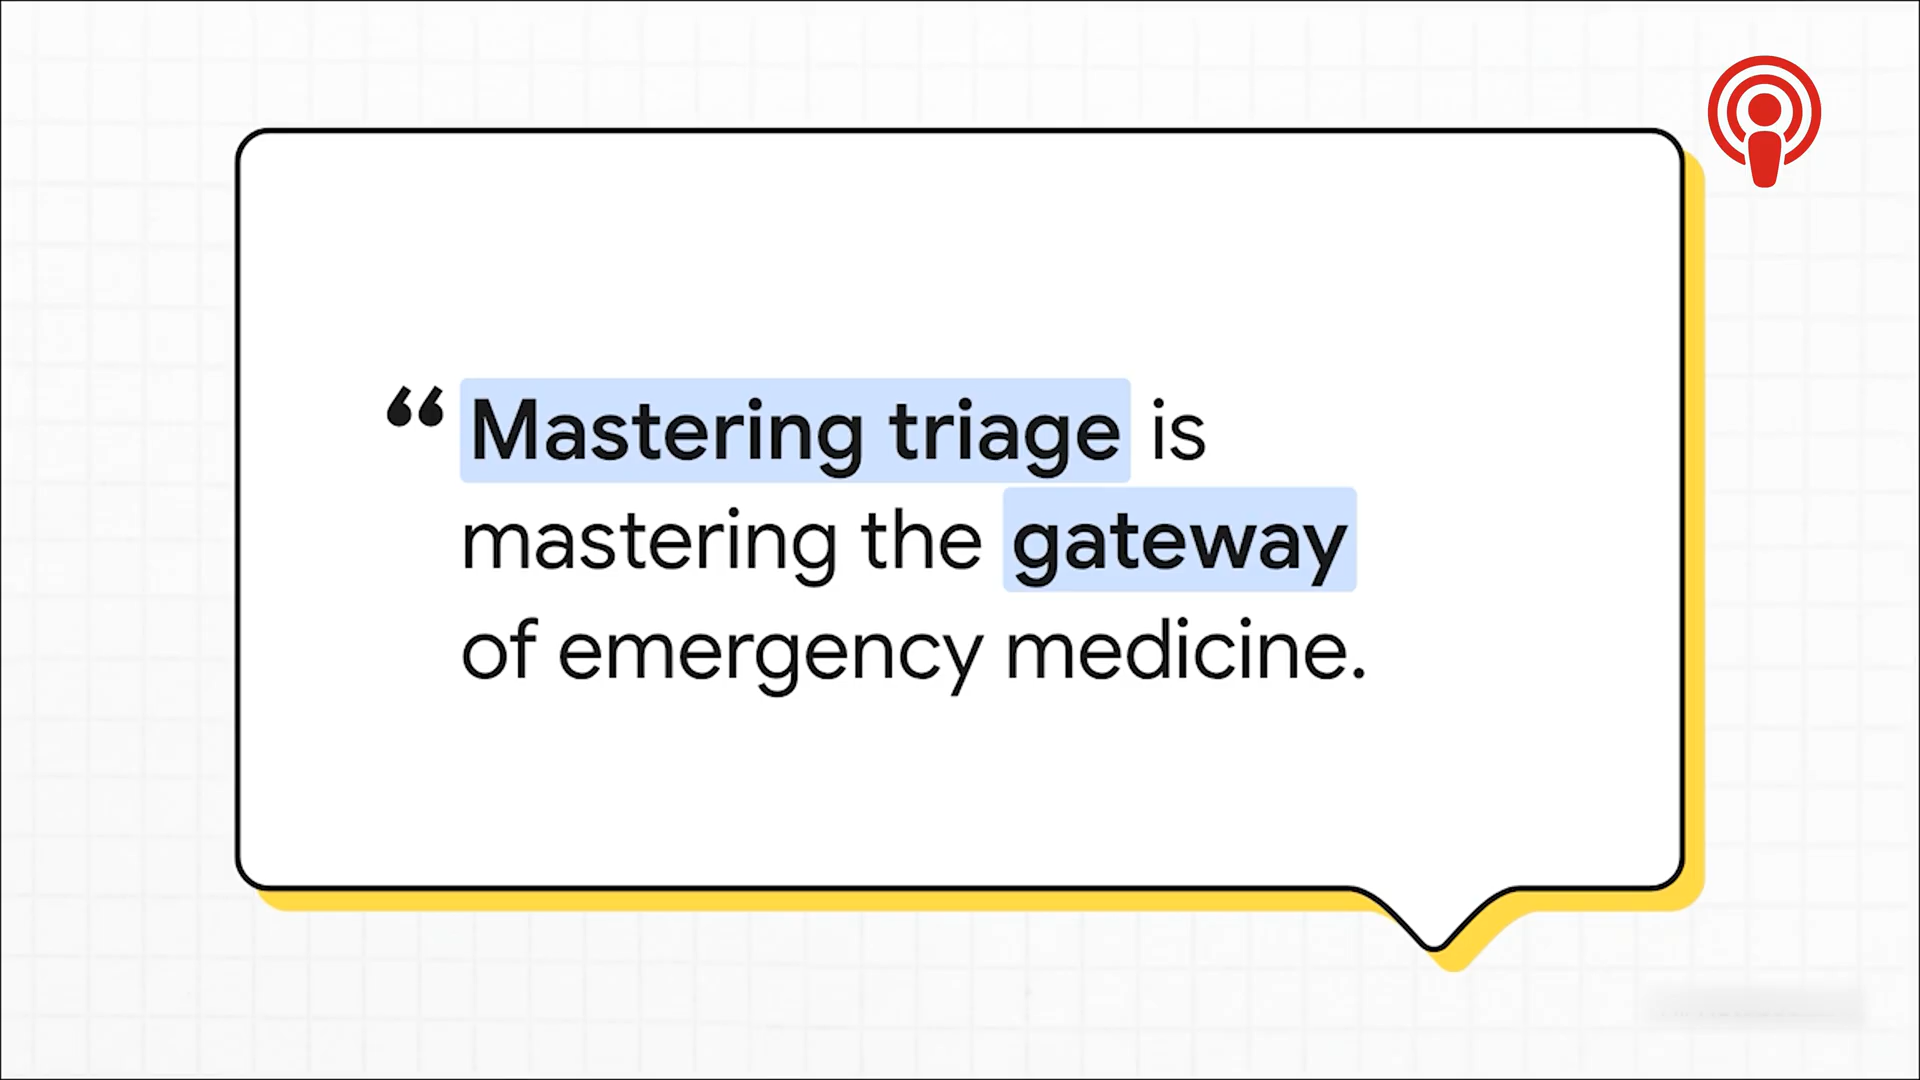 “Mastering triage is
mastering the gateway
of emergency medicine.